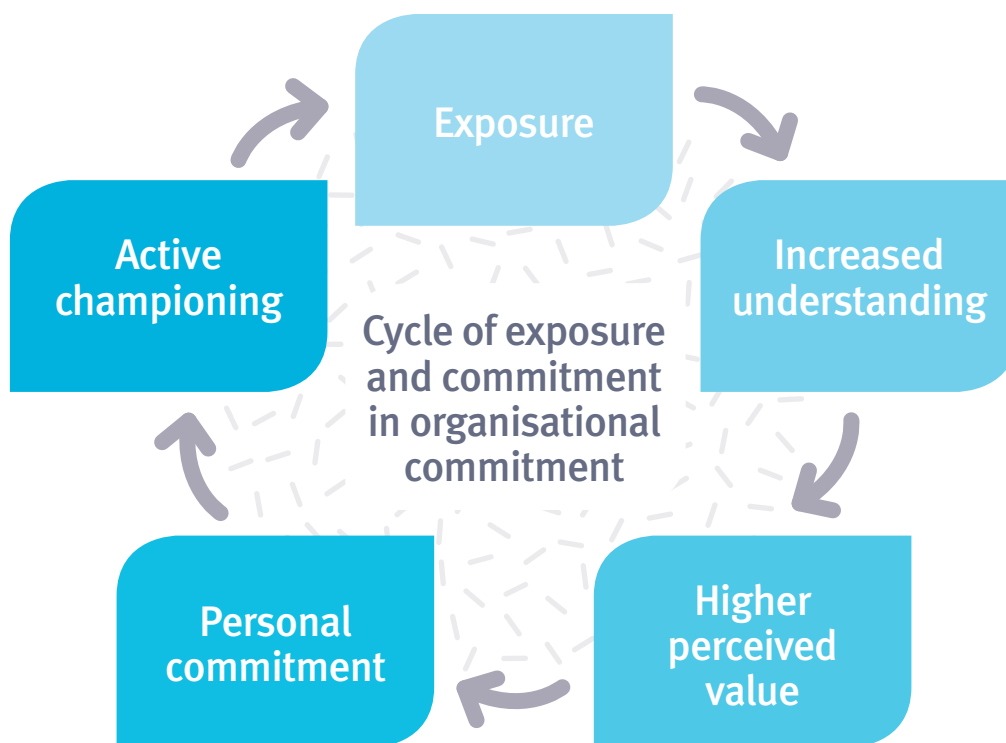 Exposure
Increased
understanding
Higher
perceived
value
Personal
commitment
Active
championing
Cycle of exposure
and commitment
in organisational
commitment